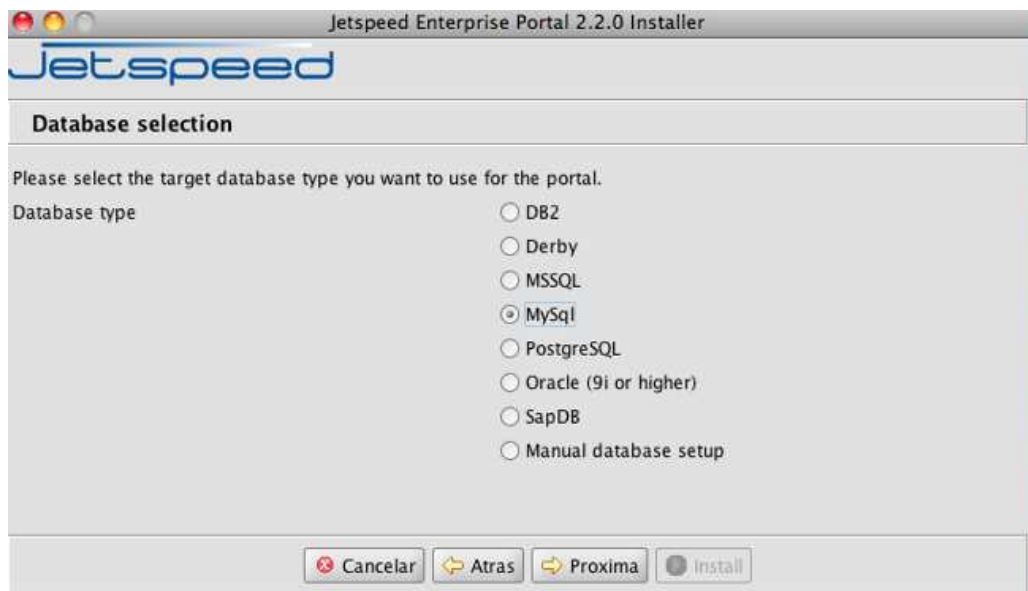 Jetspeed Enterprise Portal 2.2.0 Installer
Jetspeed
Database selection
Please select the target database type you want to use for the portal.
Database type
DB2
Derby
MSSQL
MySql
PostgreSQL
Oracle (9i or higher)
SapDB
Manual database setup
Cancelar Atras Proxima Install